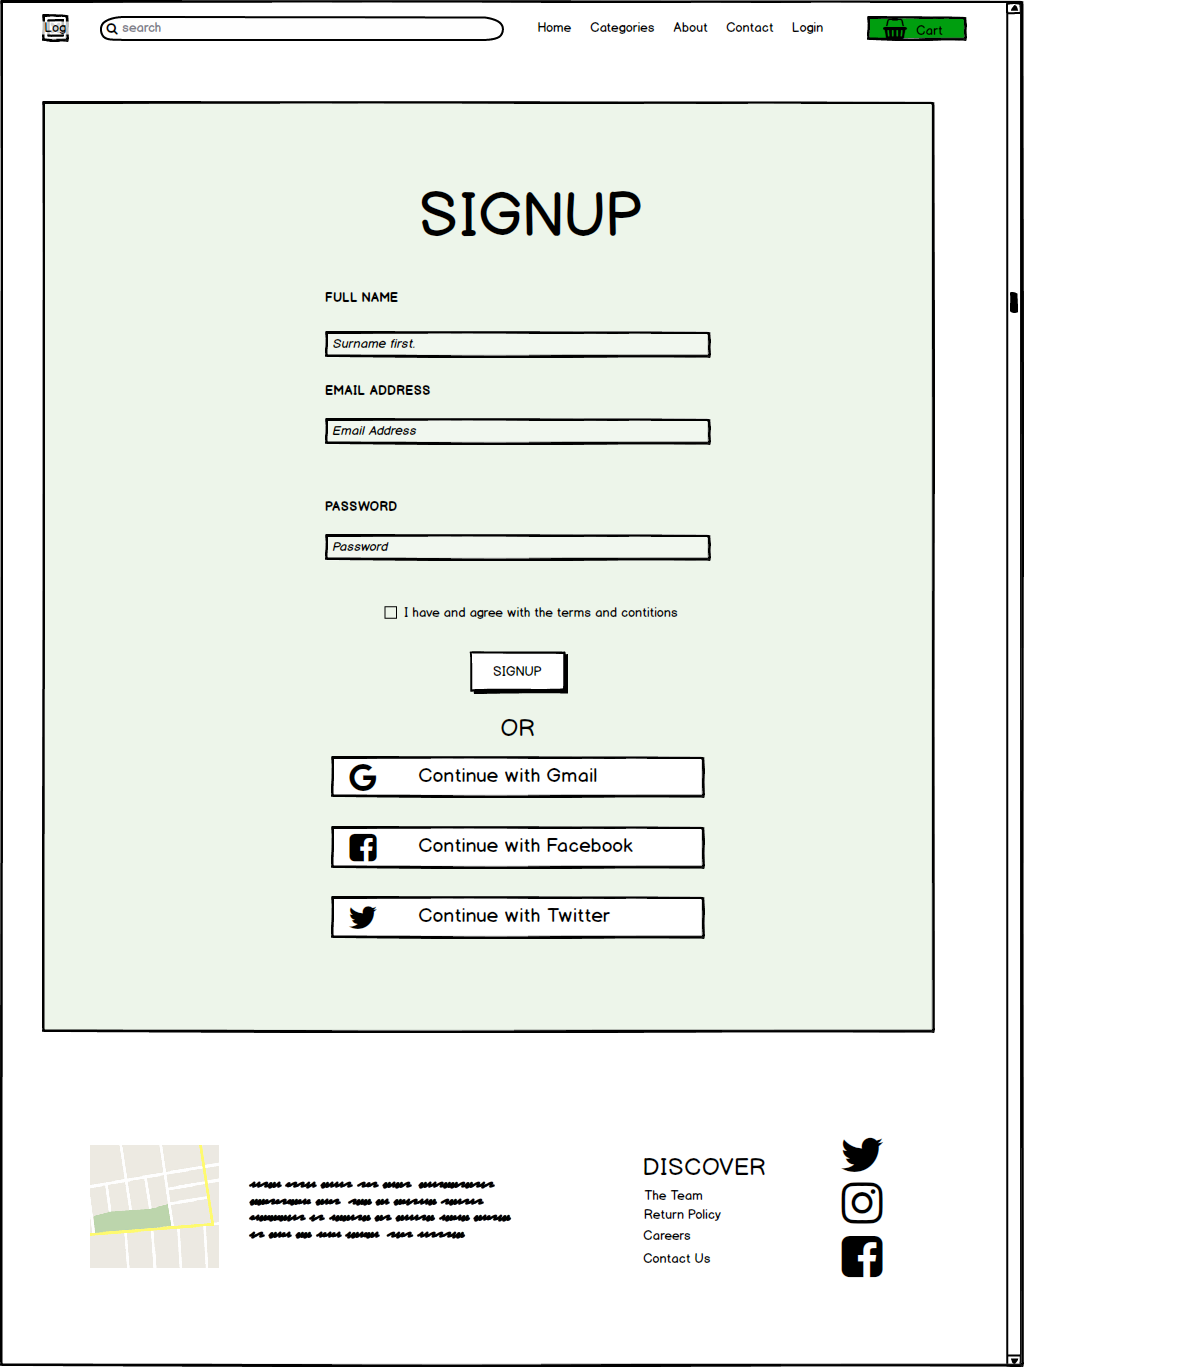 Log
search
Home Categories About Contact Login
Cart
SIGNUP
FULL NAME
Surname first.
EMAIL ADDRESS
Email Address
PASSWORD
Password
I have and agree with the terms and contitions
SIGNUP
OR
Continue with Gmail
Continue with Facebook
Continue with Twitter
DISCOVER
The Team
Return Policy
Careers
Contact Us